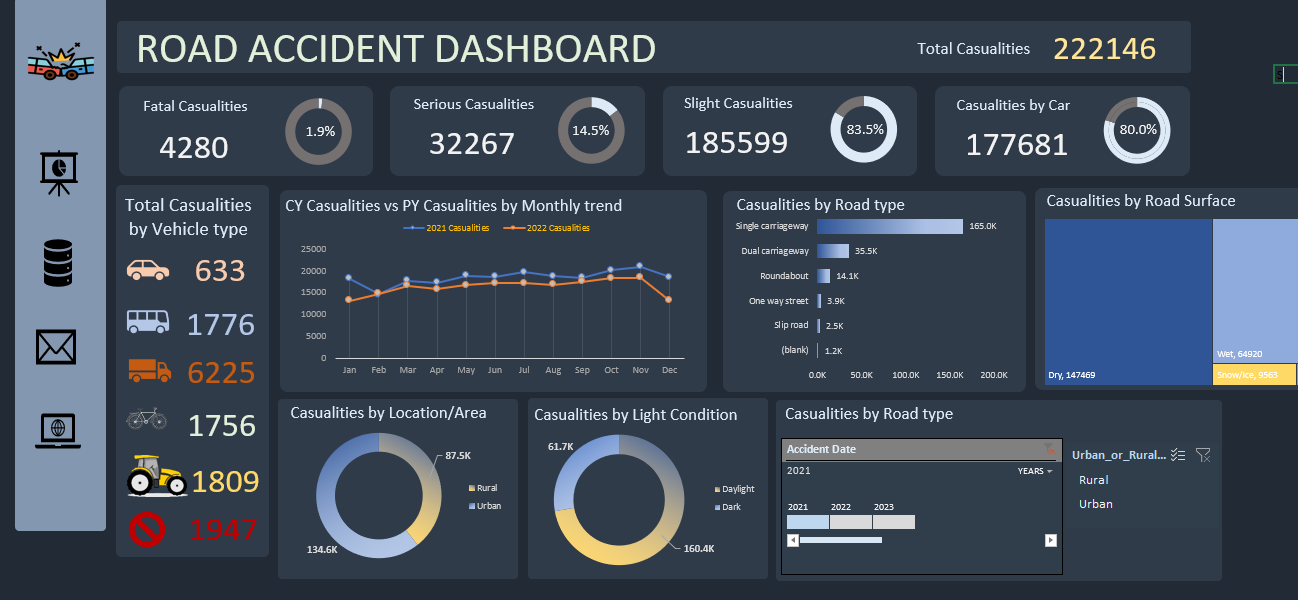 ROAD ACCIDENT DASHBOARD
Total Casualities 222146
Fatal Casualities
4280
1.9%
Serious Casualities
32267
14.5%
Slight Casualities
185599
83.5%
Casualities by Car
177681
80.0%
Total Casualities
by Vehicle type
633
1776
6225
1756
1809
1947
CY Casualities vs PY Casualities by Monthly trend
2021 Casualities 2022 Casualities
25000
20000
15000
10000
5000
0
Jan Feb Mar Apr May Jun Jul Aug Sep Oct Nov Dec
Casualities by Road type
Single carriageway 165.0K
Dual carriageway 35.5K
Roundabout 14.1K
One way street 3.9K
Slip road 2.5K
(blank) 1.2K
0.0K 50.0K 100.0K 150.0K 200.0K
Casualities by Road Surface
Dry, 147469
Wet, 64920
Snow/Ice, 9563
Casualities by Location/Area
87.5K
134.6K
Rural
Urban
Casualities by Light Condition
61.7K
160.4K
Daylight
Dark
Casualities by Road type
Accident Date
2021 YEARS
2021 2022 2023
Urban_or_Rural...
Rural
Urban